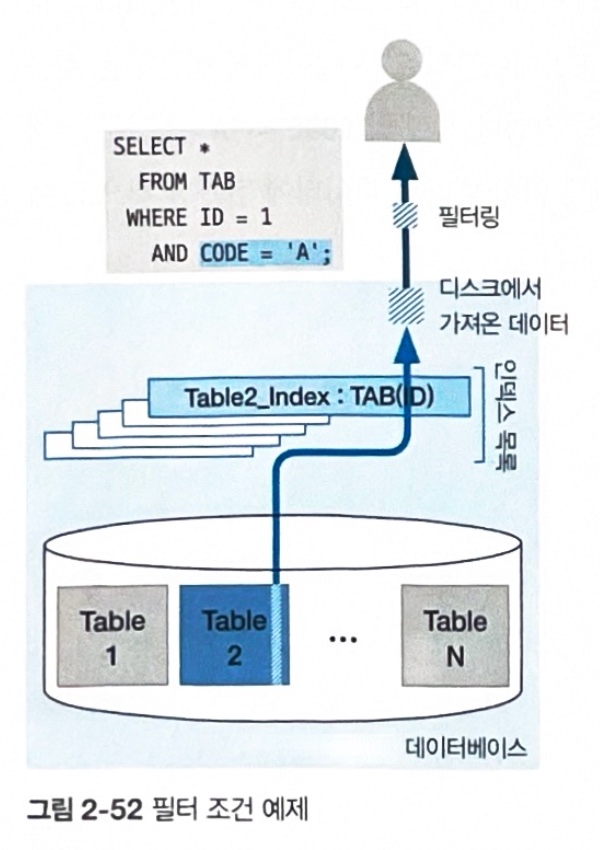 SELECT *
FROM TAB
WHERE ID = 1
AND CODE = 'A';
필터링
디스크에서
가져온 데이터
Table2_Index : TAB(ID)
인덱스 목록
Table
1
Table
2
...
Table
N
데이터베이스
그림 2-52 필터 조건 예제